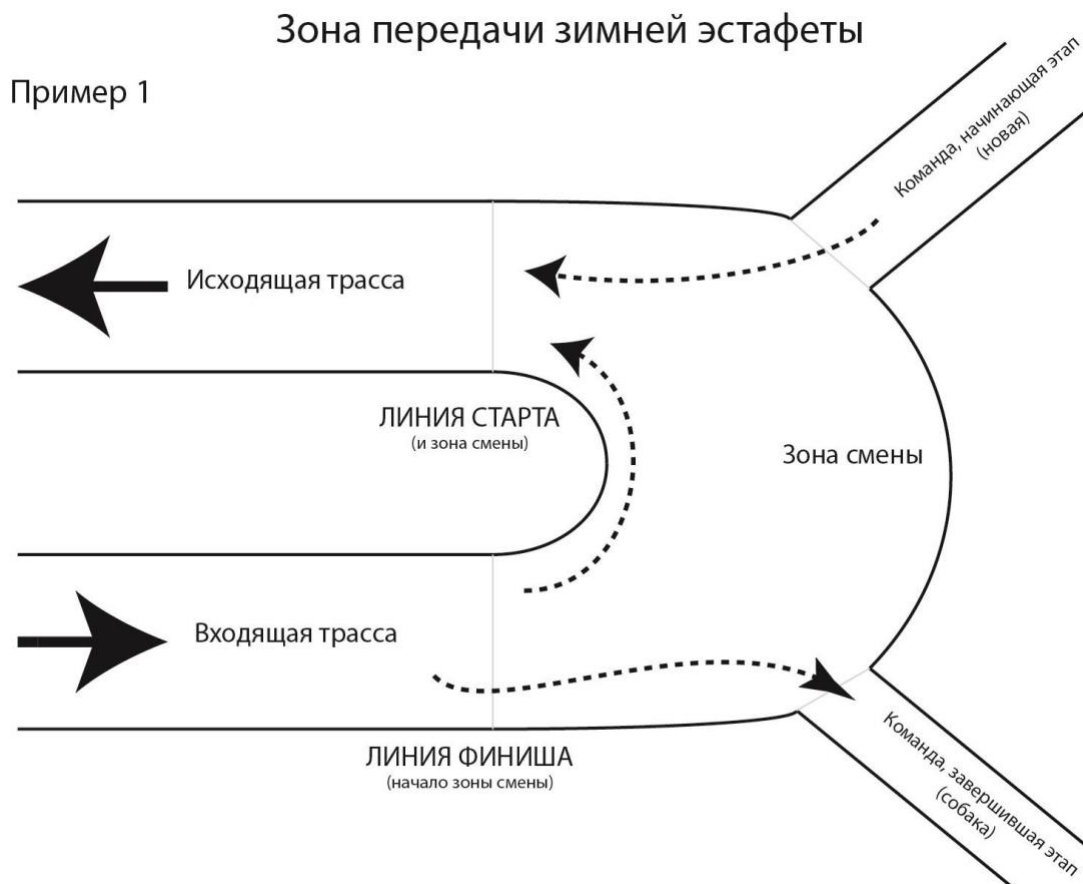 Зона передачи зимней эстафеты
Пример 1
Команда, начинающая этап
(новая)
Исходящая трасса
ЛИНИЯ СТАРТА
(и зона смены)
Зона смены
Входящая трасса
ЛИНИЯ ФИНИША
(начало зоны смены)
Команда, завершившая этап
(собака)